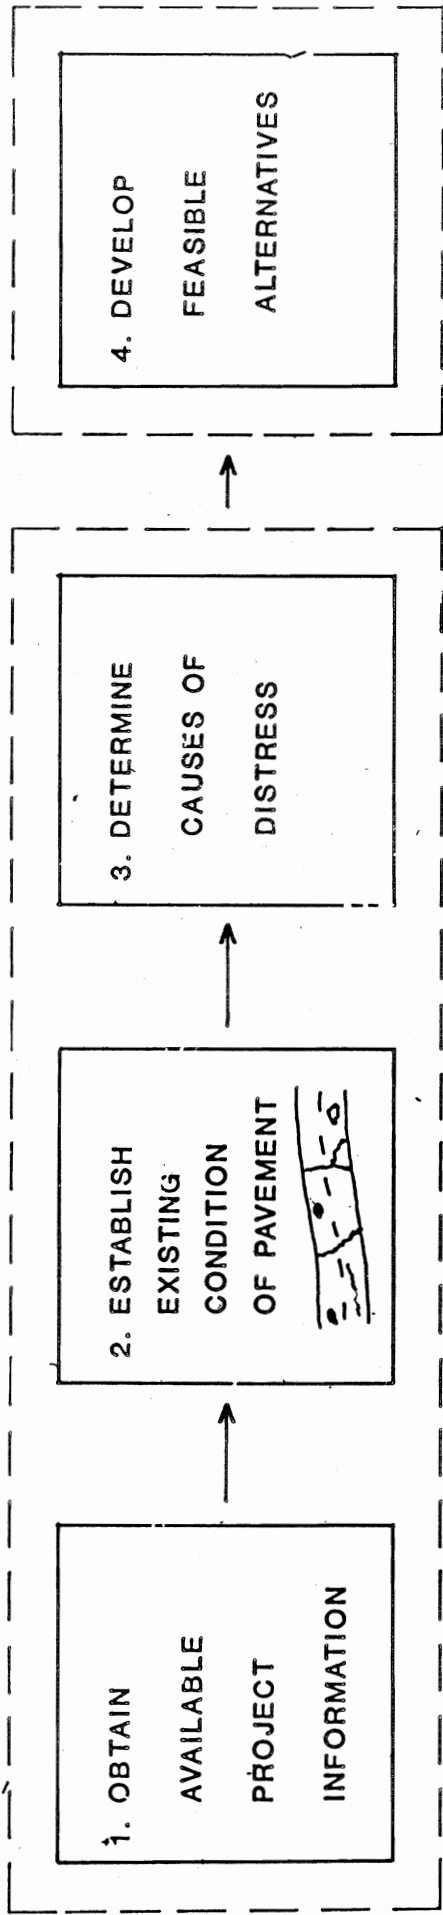 1. OBTAIN
AVAILABLE
PROJECT
INFORMATION
2. ESTABLISH
EXISTING
CONDITION
OF PAVEMENT
3. DETERMINE
CAUSES OF
DISTRESS
4. DEVELOP
FEASIBLE
ALTERNATIVES